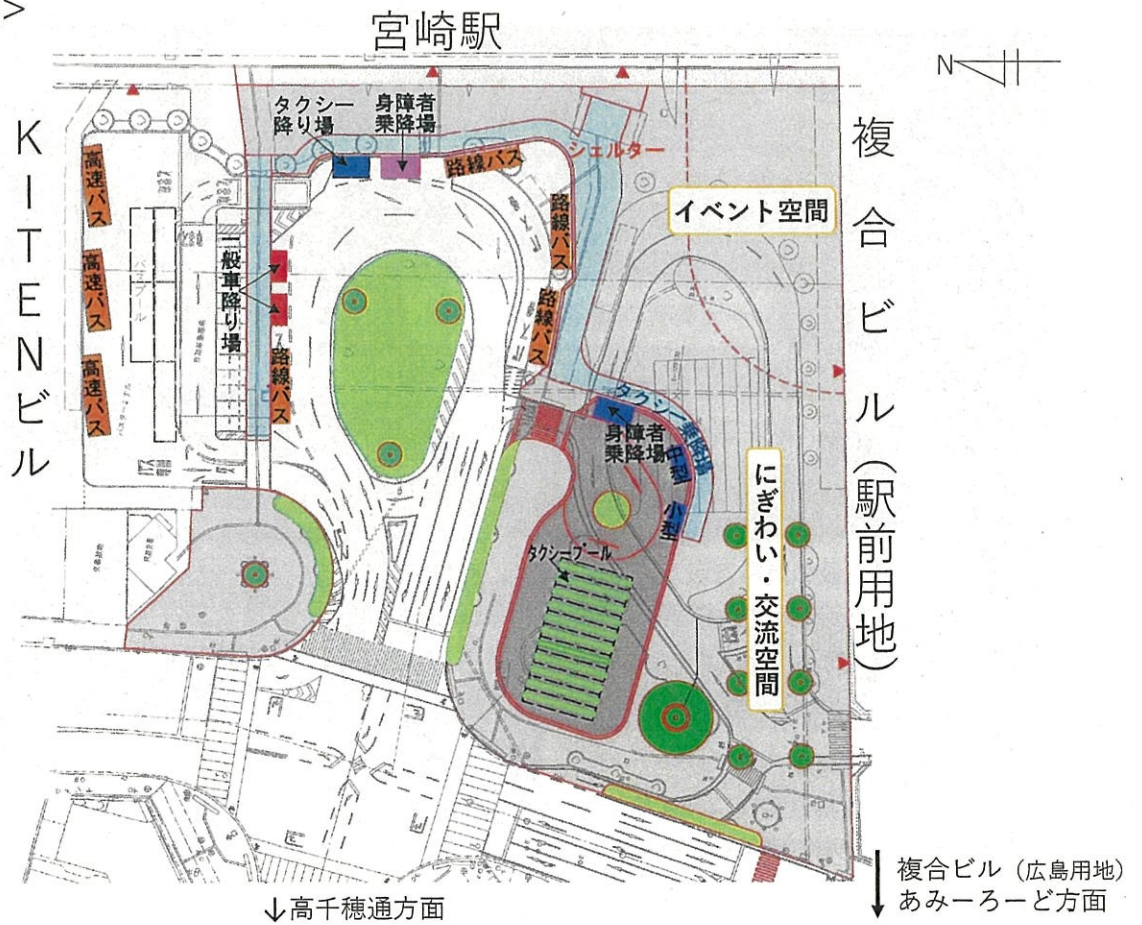 宮崎駅
N
KITENビル
高速バス
高速バス
高速バス
タクシー
降り場
身障者
乗降場
路線バス
シェルター
路線バス
路線バス
イベント空間
複合ビル(駅前用地)
一般車降り場
路線バス
タクシー乗降場
身障者
乗降場
中型
小型
タクシープール
にぎわい・交流空間
↓高千穂通方面
複合ビル(広島用地)
あみーろーど方面